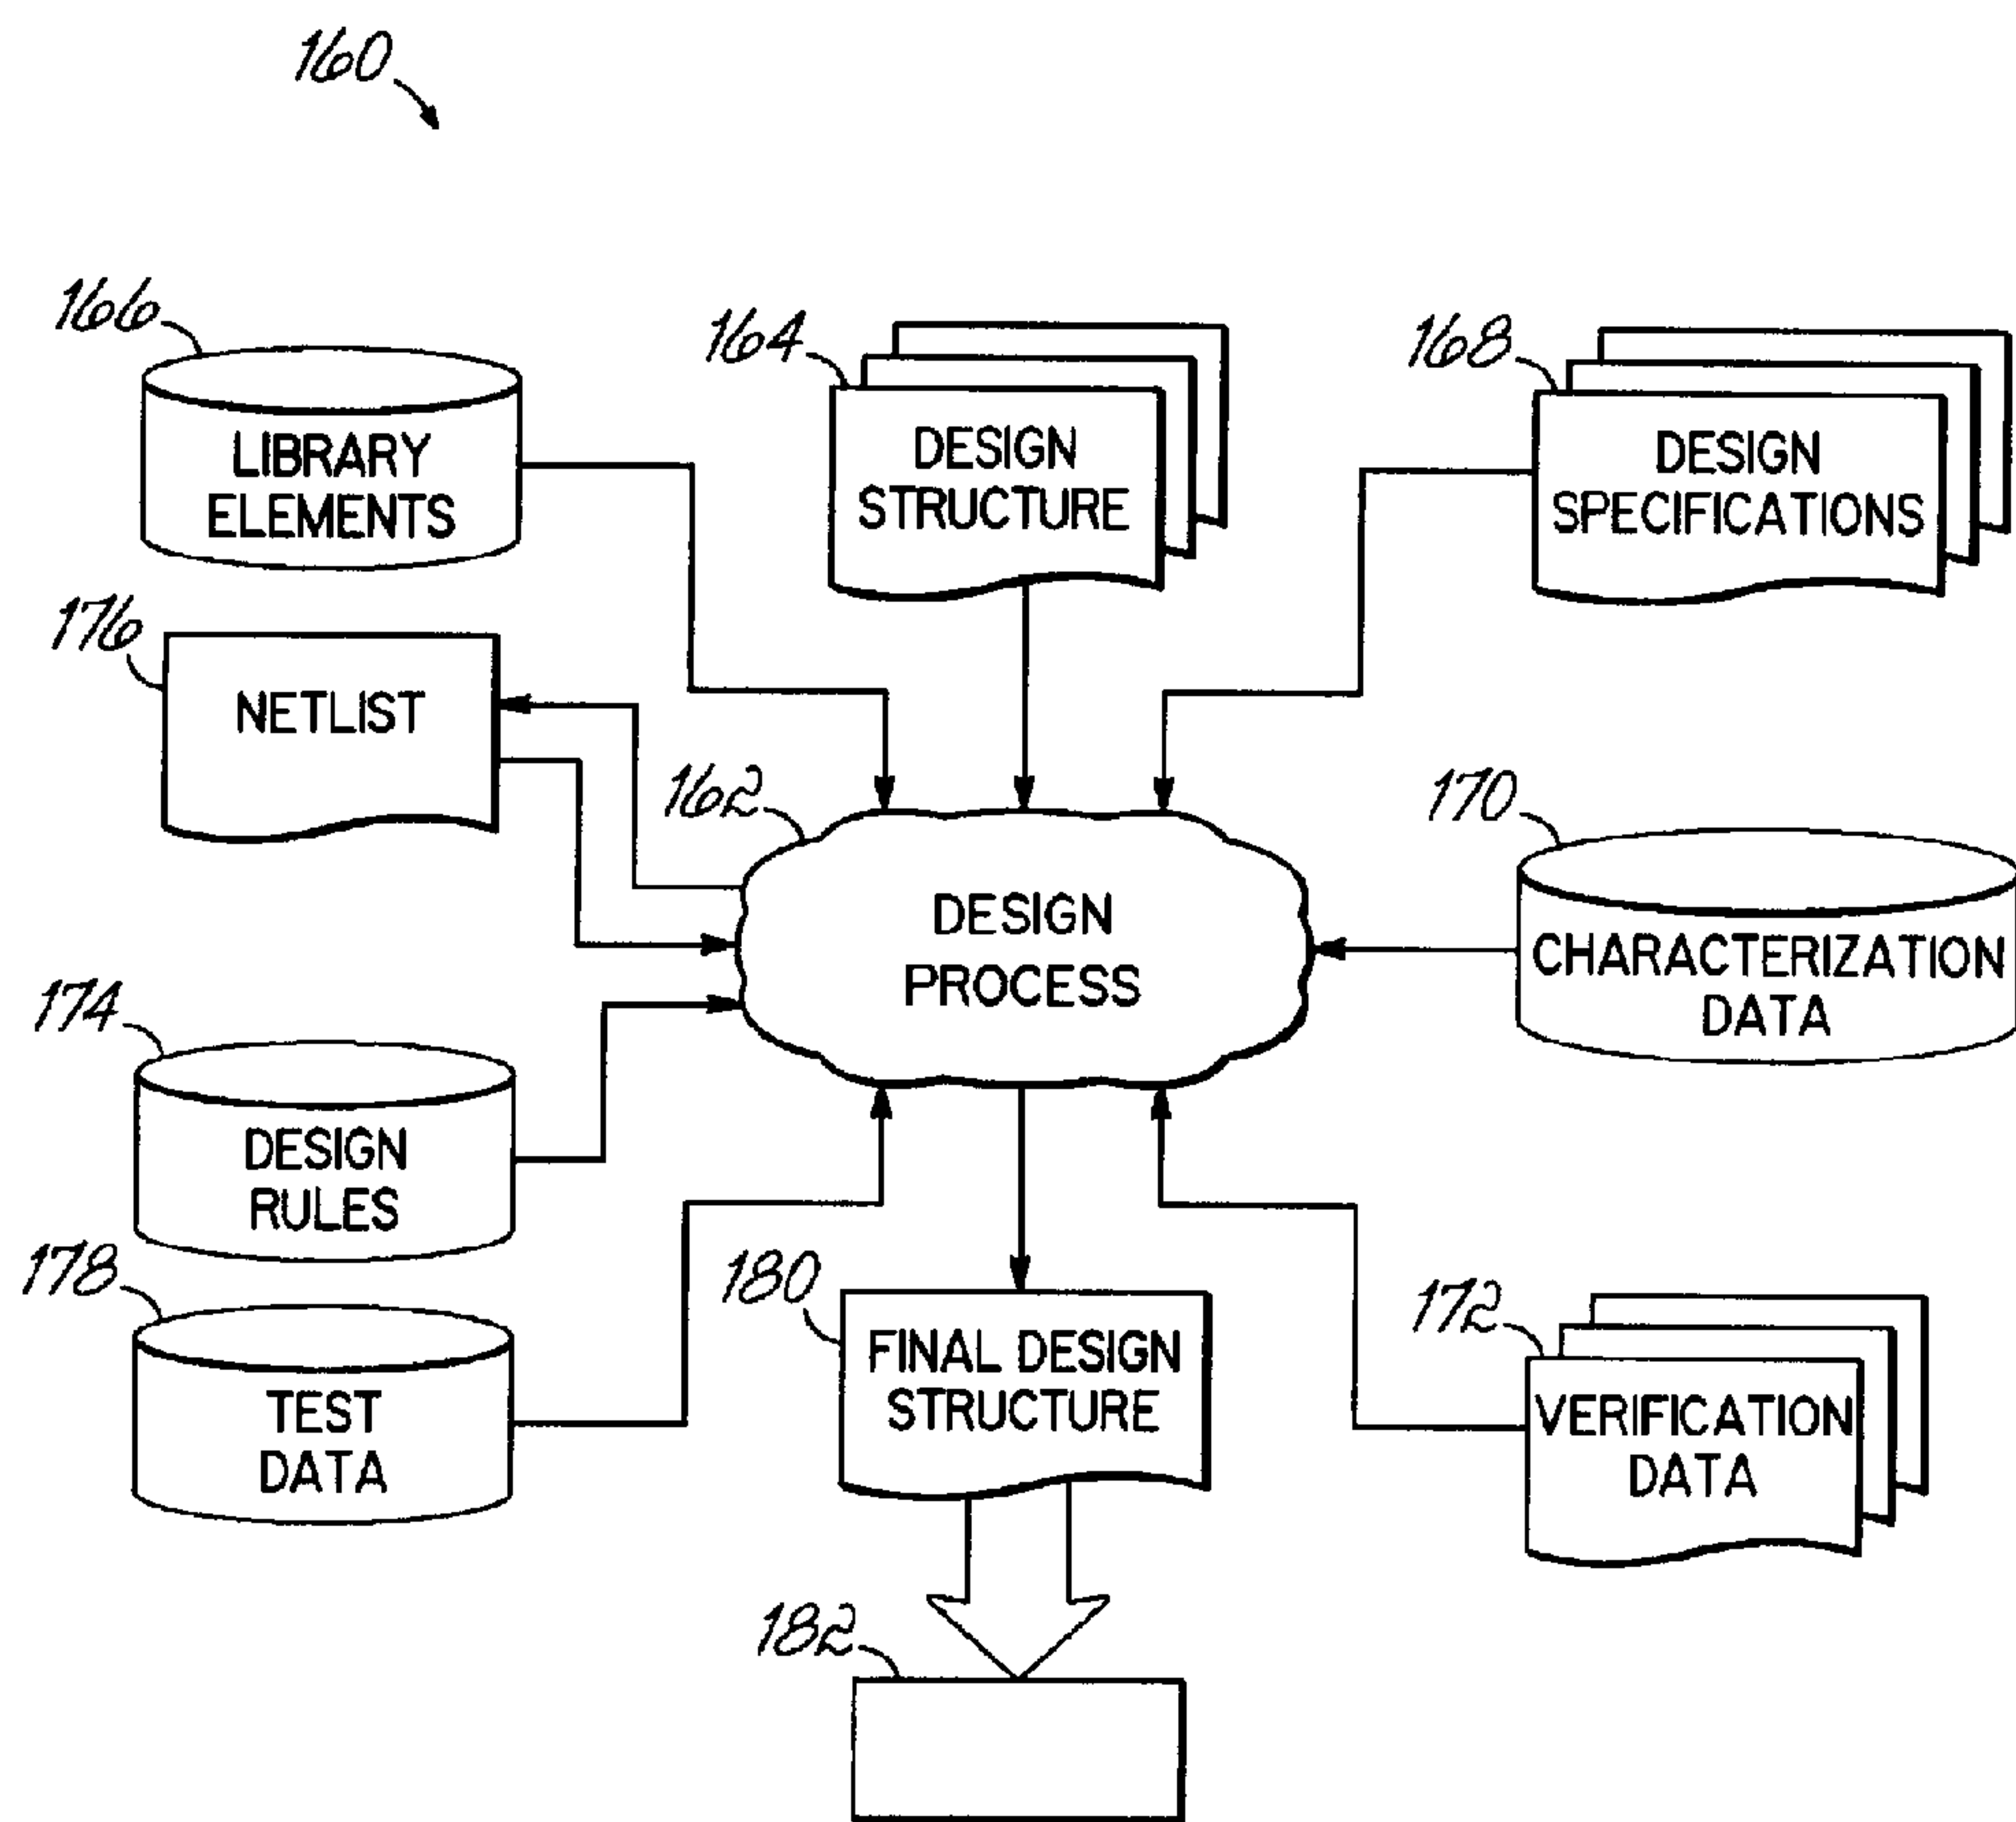 160
166
LIBRARY
ELEMENTS
164
DESIGN
STRUCTURE
168
DESIGN
SPECIFICATIONS
176
NETLIST
162
DESIGN
PROCESS
170
CHARACTERIZATION
DATA
174
DESIGN
RULES
178
TEST
DATA
180
FINAL DESIGN
STRUCTURE
172
VERIFICATION
DATA
182